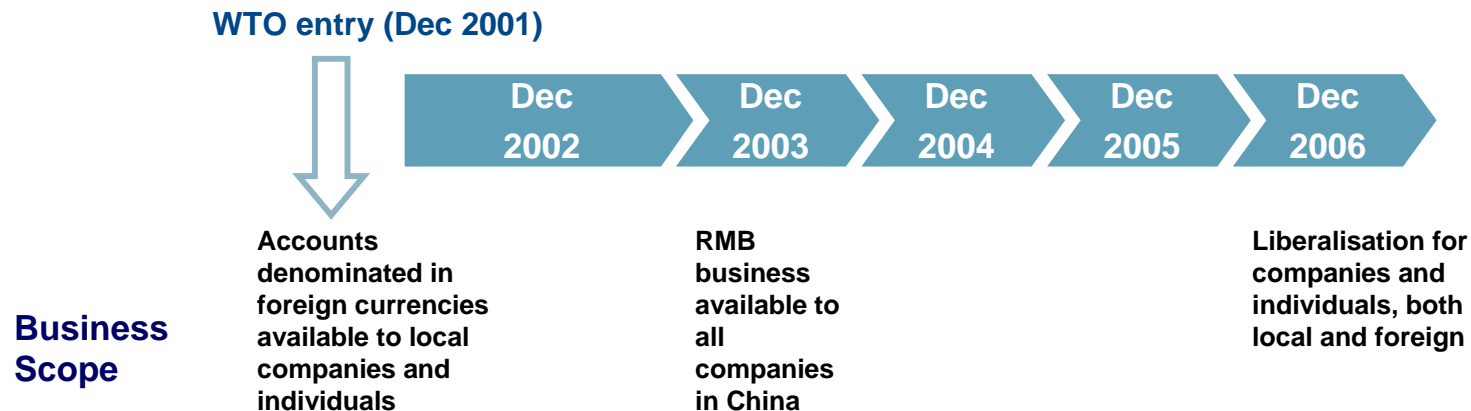 WTO entry (Dec 2001)
Dec
2002
Dec
2003
Dec
2004
Dec
2005
Dec
2006
Business
Scope
Accounts
denominated in
foreign currencies
available to local
companies and
individuals
RMB
business
available to
all
companies
in China
Liberalisation for
companies and
individuals, both
local and foreign